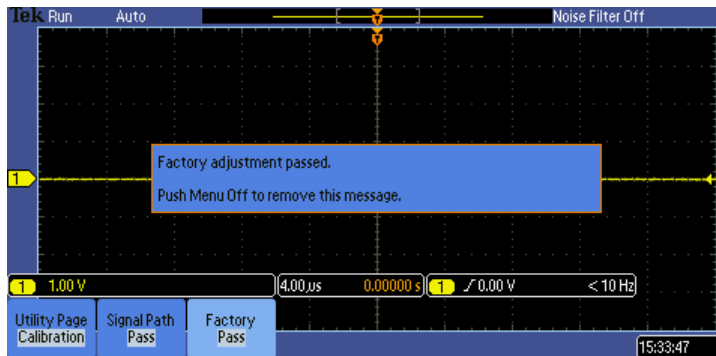 Tek Run Auto Noise Filter Off
Factory adjustment passed.
Push Menu Off to remove this message.
1
1 1.00 V 4.00µs 0.00000 s 1 0.00 V < 10 Hz
Utility Page Signal Path Factory
Calibration Pass Pass
15:33:47